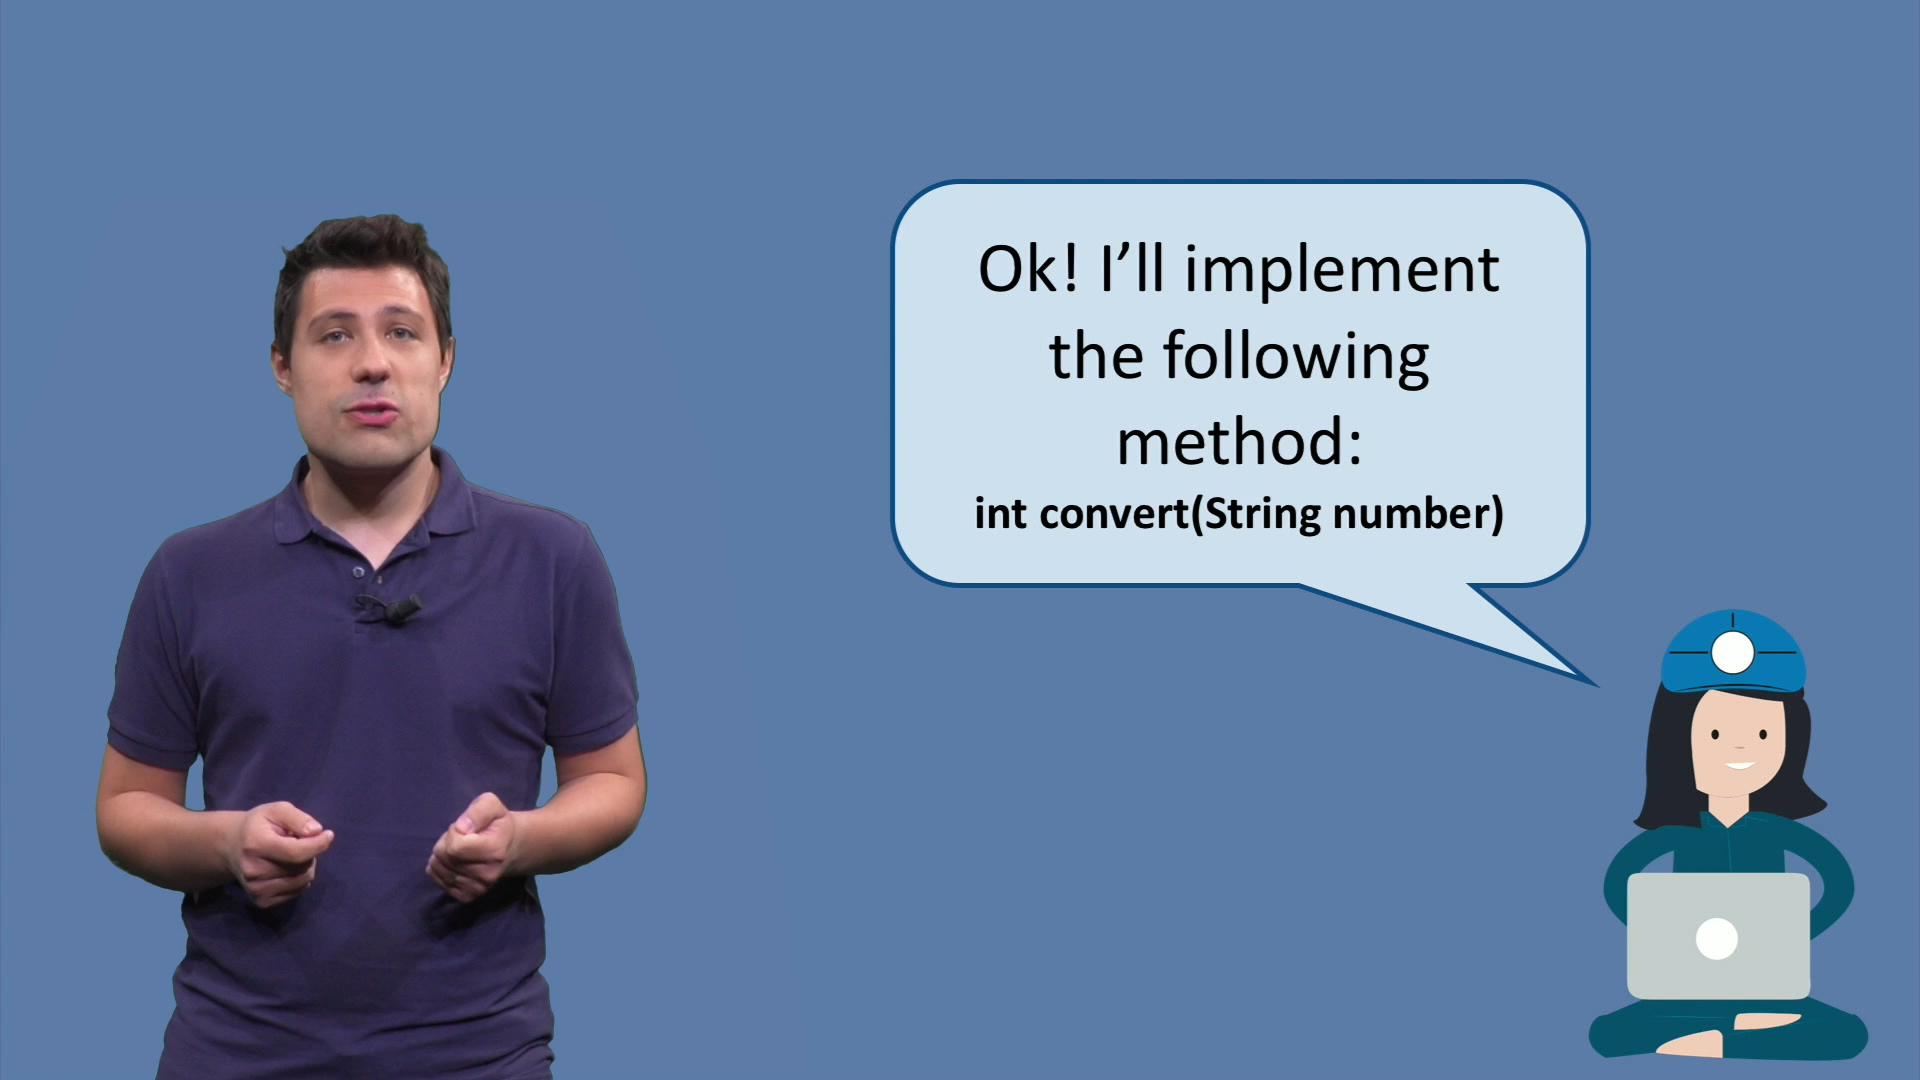 Ok! I’ll implement
the following
method:
int convert(String number)